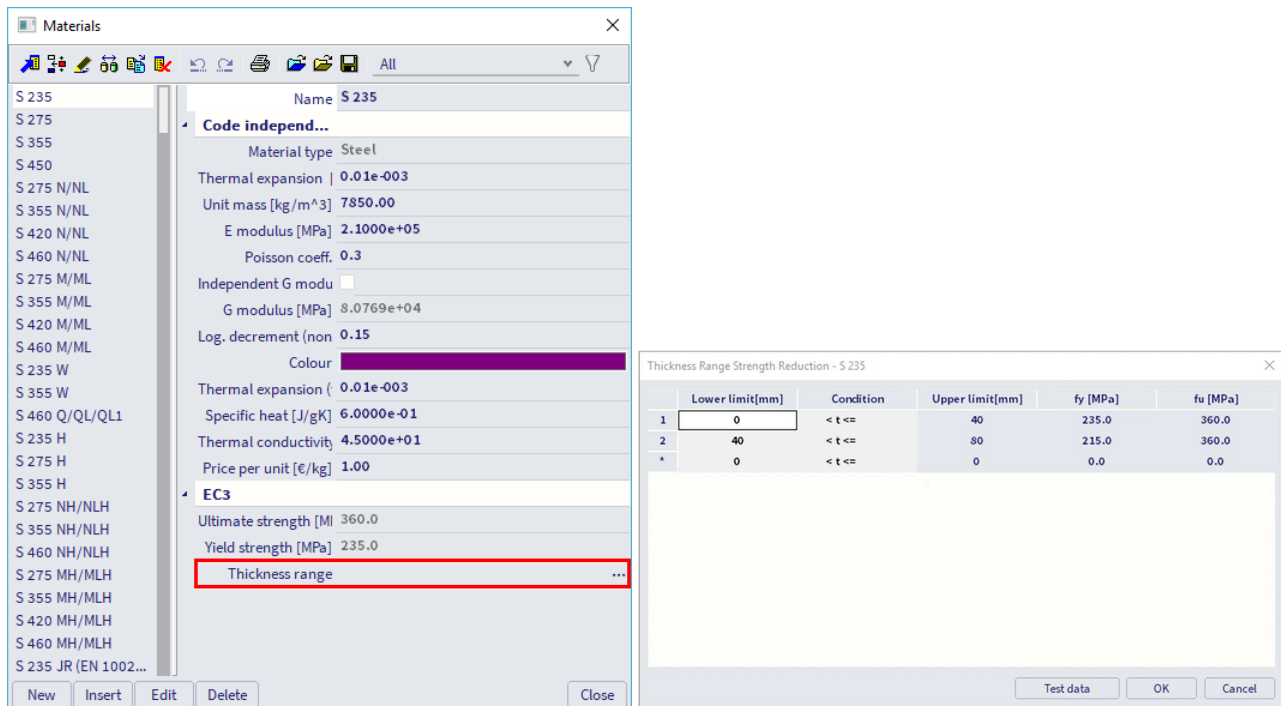 Materials
All
S 235
S 275
S 355
S 450
S 275 N/NL
S 355 N/NL
S 420 N/NL
S 460 N/NL
S 275 M/ML
S 355 M/ML
S 420 M/ML
S 460 M/ML
S 235 W
S 355 W
S 460 Q/QL/QL1
S 235 H
S 275 H
S 355 H
S 275 NH/NLH
S 355 NH/NLH
S 460 NH/NLH
S 275 MH/MLH
S 355 MH/MLH
S 420 MH/MLH
S 460 MH/MLH
S 235 JR (EN 1002...
Name S 235
Code independ...
Material type Steel
Thermal expansion | 0.01e-003
Unit mass [kg/m^3] 7850.00
E modulus [MPa] 2.1000e+05
Poisson coeff. 0.3
Independent G modu
G modulus [MPa] 8.0769e+04
Log. decrement (non 0.15
Colour
Thermal expansion ( 0.01e-003
Specific heat [J/gK] 6.0000e-01
Thermal conductivity 4.5000e+01
Price per unit [€/kg] 1.00
EC3
Ultimate strength [M 360.0
Yield strength [MPa] 235.0
Thickness range ...
New Insert Edit Delete Close
Thickness Range Strength Reduction - S 235
Lower limit[mm] Condition Upper limit[mm] fy [MPa] fu [MPa]
1 0 < t <= 40 235.0 360.0
2 40 < t <= 80 215.0 360.0
* 0 < t <= 0 0.0 0.0
Test data OK Cancel